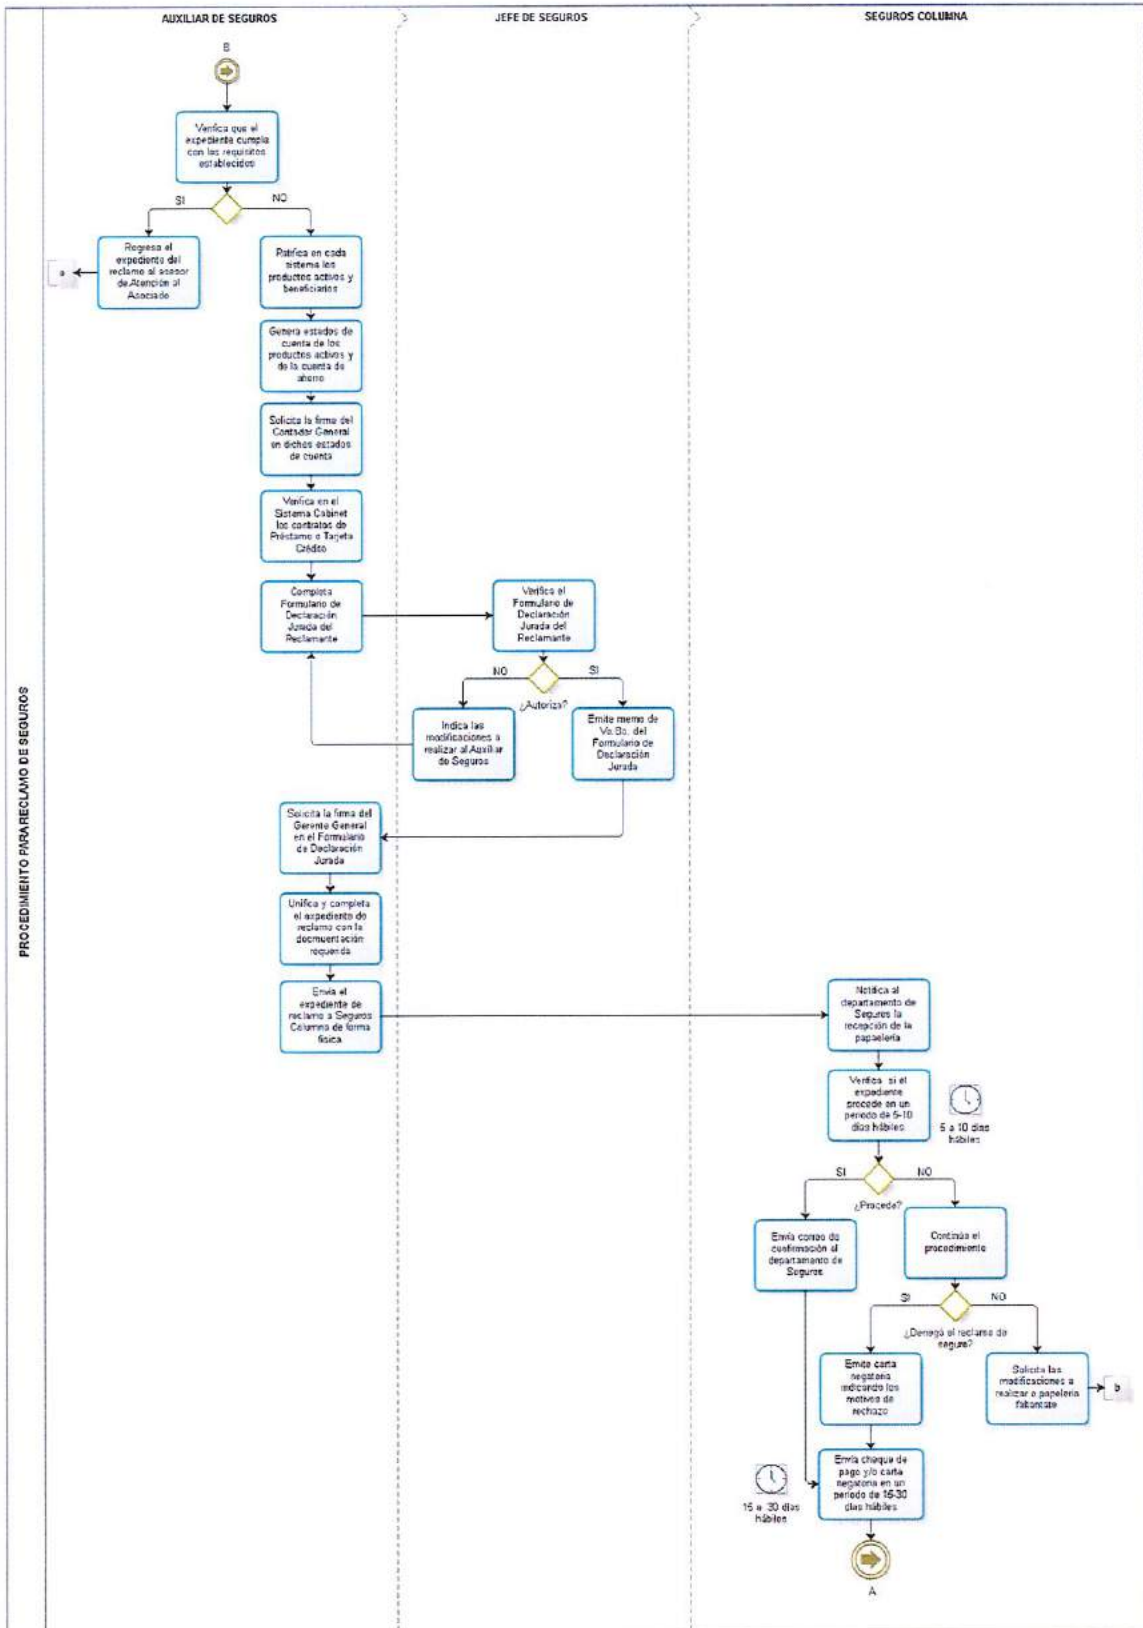 AUXILIAR DE SEGUROS
JEFE DE SEGUROS
SEGUROS COLUMNA
PROCEDIMIENTO PARA RECLAMO DE SEGUROS
B
Verifica que el
expediente cumpla
con los requisitos
establecidos
SI
NO
Regresa el
expediente del
reclamo al asesor
de Atención al
Asociado
a
Ratifica en cada
sistema los
productos activos y
beneficiarios
Genera estados de
cuenta de los
productos activos y
de la cuenta de
ahorro
Solicita la firma del
Contador General
en dichos estados
de cuenta
Verifica en el
Sistema Cabinet
los contratos de
Préstamo o Tarjeta
Crédito
Completa
Formulario de
Declaración
Jurada del
Reclamante
Verifica el
Formulario de
Declaración
Jurada del
Reclamante
NO
SI
¿Autoriza?
Indica las
modificaciones a
realizar al Auxiliar
de Seguros
Emite memo de
Vo.Bo. del
Formulario de
Declaración
Jurada
Solicita la firma del
Gerente General
en el Formulario
de Declaración
Jurada
Unifica y completa
el expediente de
reclamo con la
docmuentación
requerida
Envía el
expediente de
reclamo a Seguros
Columna de forma
física
Notifica al
departamento de
Seguros la
recepción de la
papaelería
Verifica si el
expediente
procede en un
periodo de 5-10
días hábiles
5 a 10 días
hábiles
SI
NO
¿Procede?
Envía correo de
confirmación al
departamento de
Seguros
Continúa el
procedimiento
SI
NO
¿Denegó el reclamo de
seguro?
Emite carta
negatoria
indicando los
motivos de
rechazo
Solicita las
modificaciones a
realizar o papelería
faltantate
b
Envía cheque de
pago y/o carta
negatoria en un
periodo de 15-30
días hábiles
15 a 30 días
hábiles
A